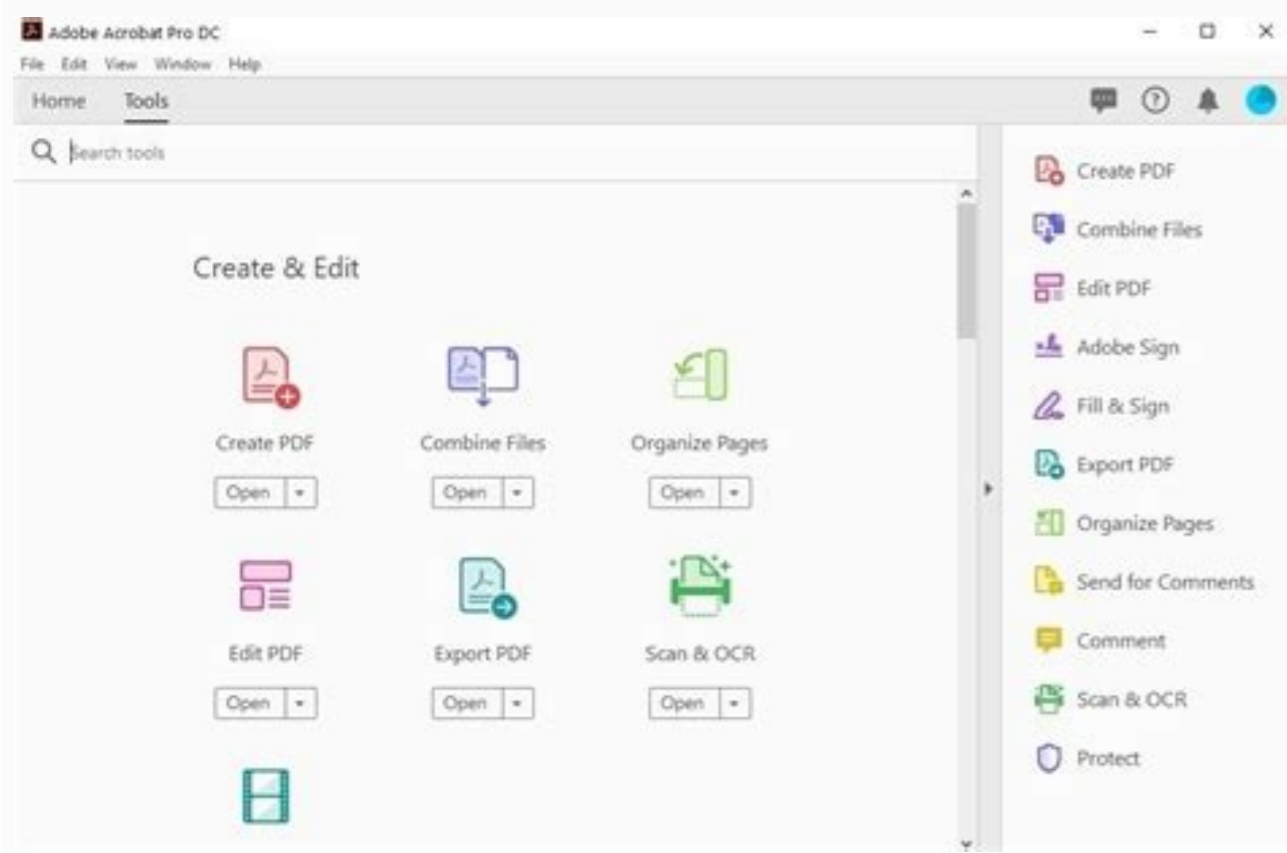 Adobe Acrobat Pro DC
File Edit View Window Help
Home Tools
Search tools
Create & Edit
Create PDF Combine Files Organize Pages
Open Open Open
Edit PDF Export PDF Scan & OCR
Open Open Open
Create PDF
Combine Files
Edit PDF
Adobe Sign
Fill & Sign
Export PDF
Organize Pages
Send for Comments
Comment
Scan & OCR
Protect